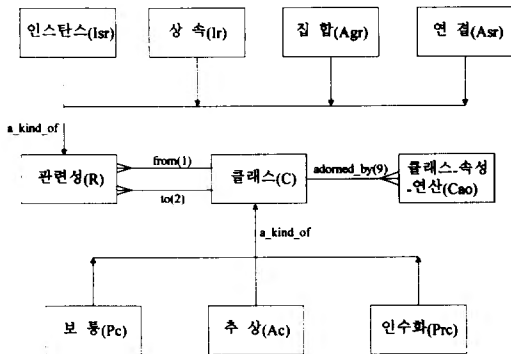 인스탄스(Isr)
상 속(Ir)
집 합(Agr)
연 결(Asr)
a_kind_of
관련성(R)
from(1)
to(2)
클래스(C)
adorned_by(9)
클래스-속성
-연산(Cao)
a_kind_of
보 통(Pc)
추 상(Ac)
인수화(Prc)